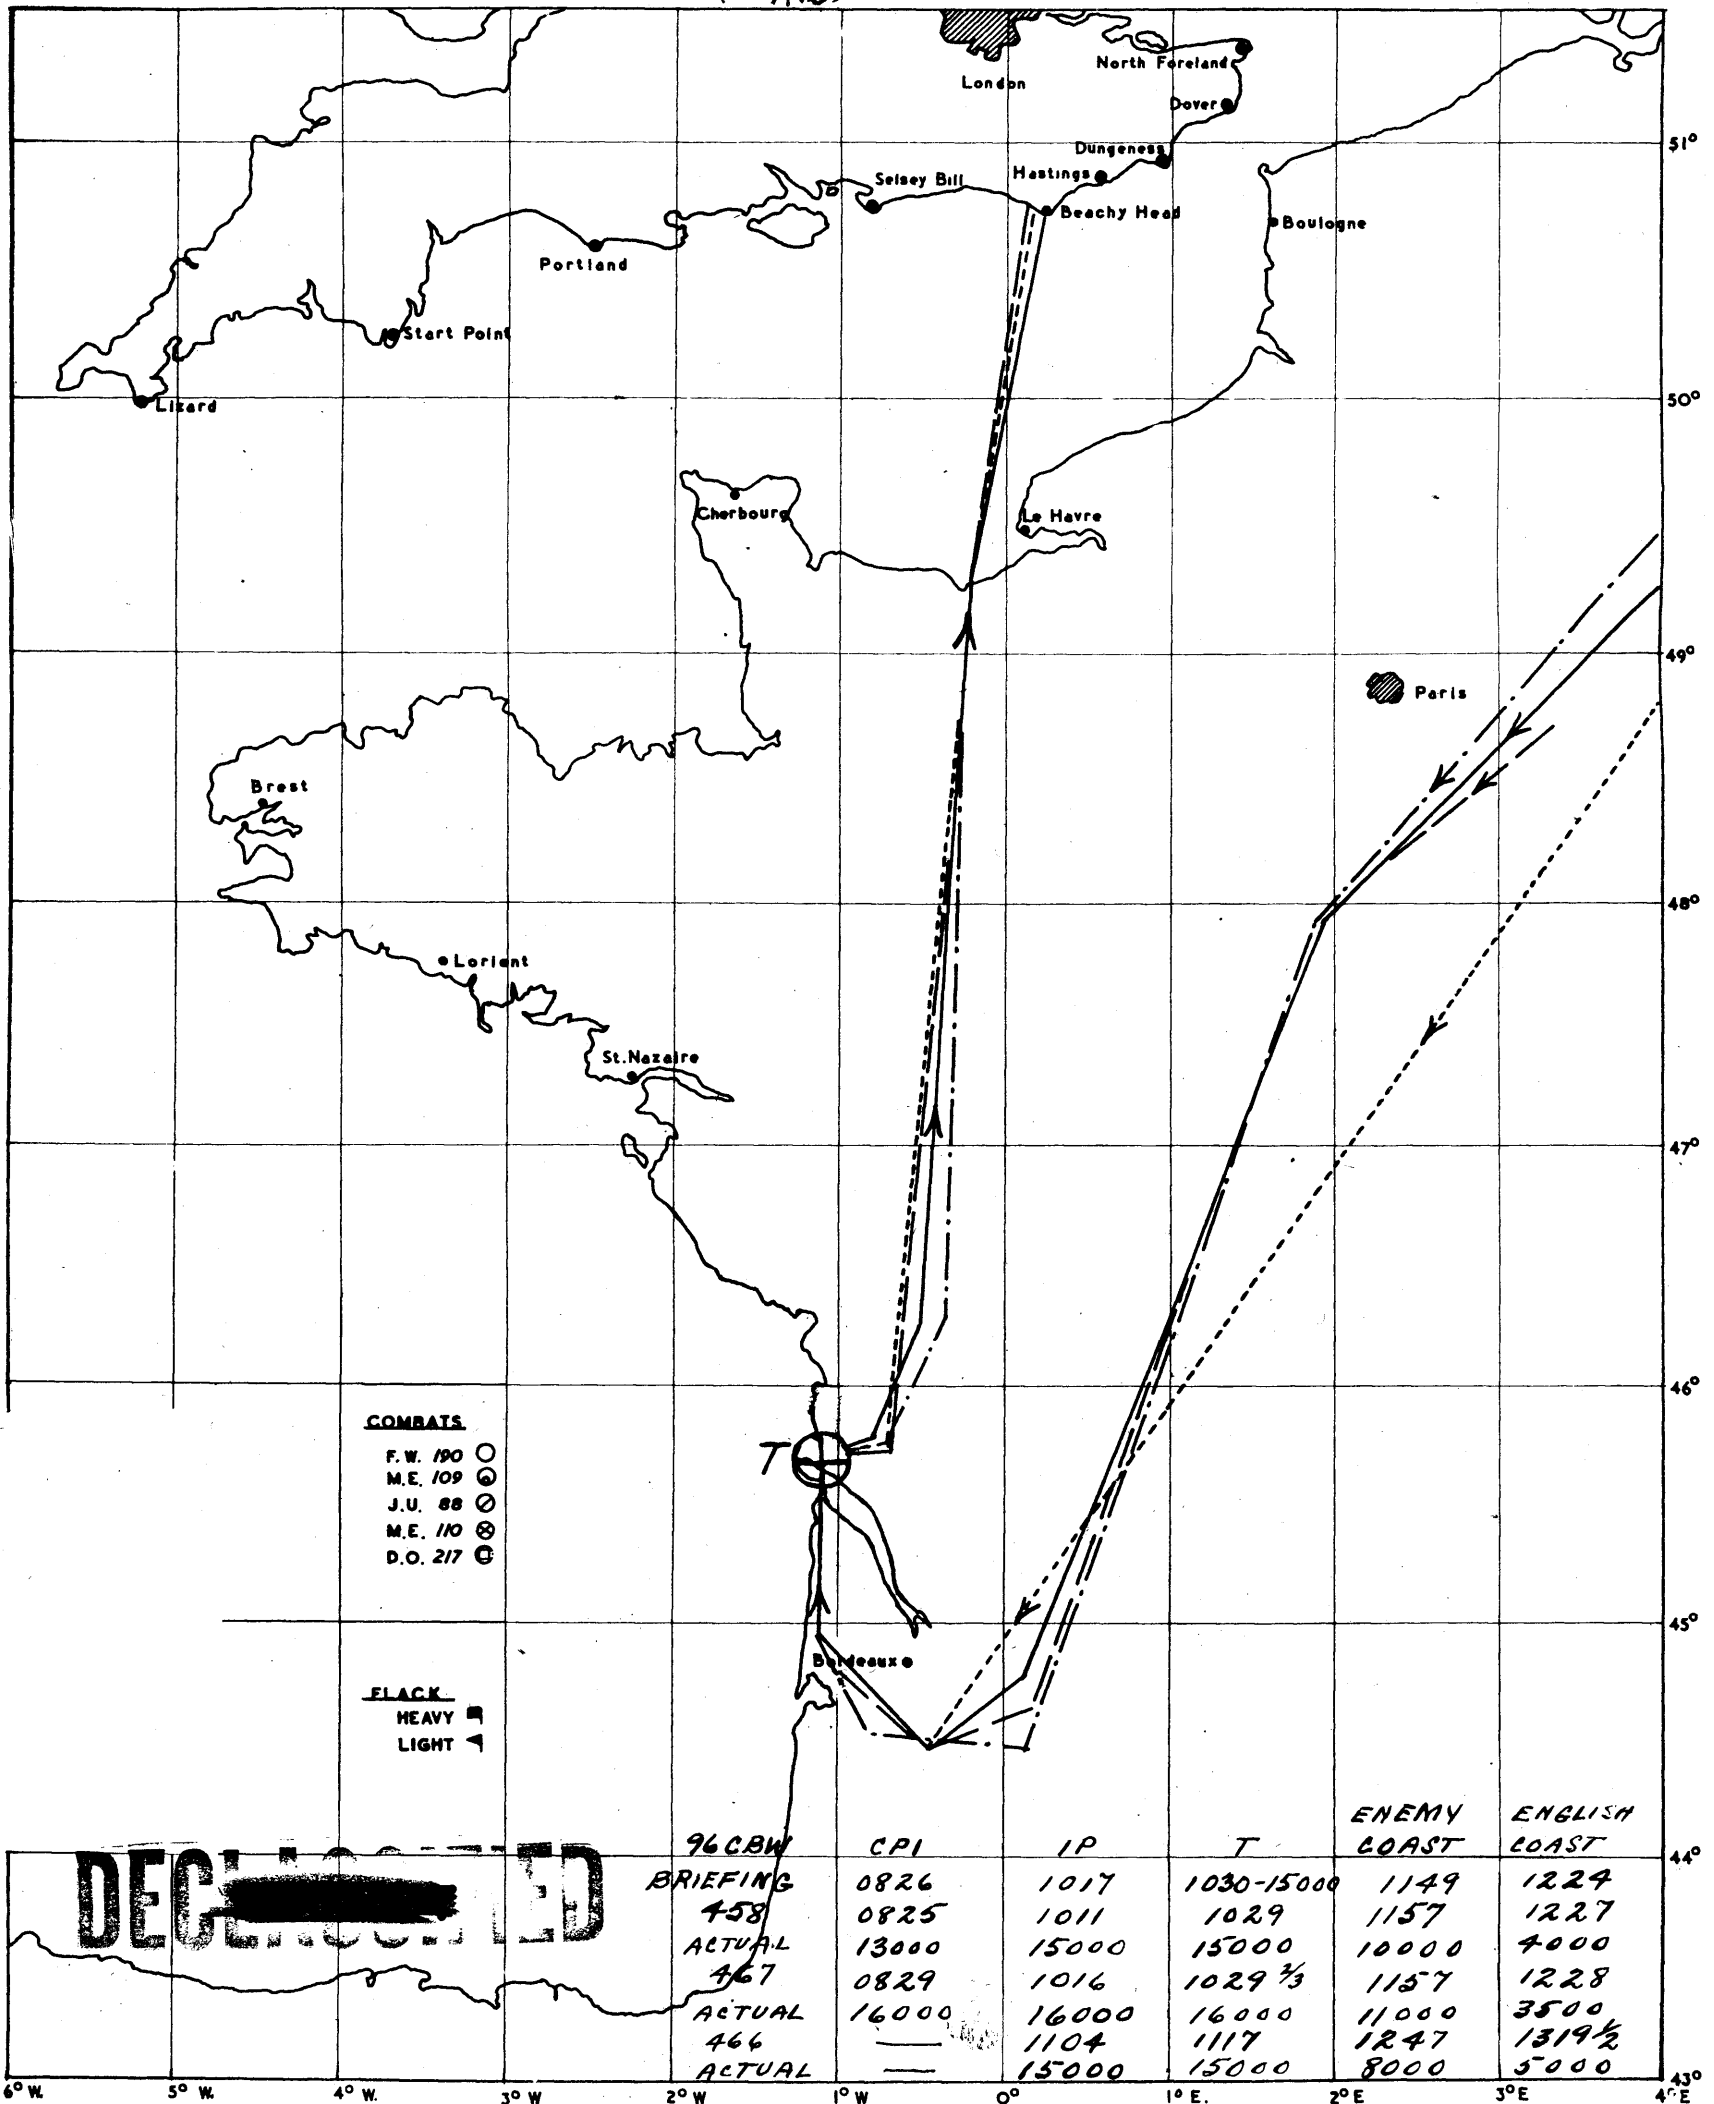 London
North Foreland
Dover
51°
Dungeness
Hastings
Selsey Bill
Beachy Head
Boulogne
Portland
Start Point
Lizard
50°
Cherbourg
Le Havre
49°
Paris
Brest
48°
Lorient
St.Nazaire
47°
46°
COMBATS
F.W. 190
M.E. 109
J.U. 88
M.E. 110
D.O. 217
T
45°
Bordeaux
FLACK
HEAVY
LIGHT
ENEMY ENGLISH
96 CBW CPI IP T COAST COAST
44°
BRIEFING 0826 1017 1030-15000 1149 1224
458 0825 1011 1029 1157 1227
ACTUAL 13000 15000 15000 10000 4000
467 0829 1016 1029 2/3 1157 1228
ACTUAL 16000 16000 16000 11000 3500
466 — 1104 1117 1247 1319 1/2
ACTUAL — 15000 15000 8000 5000
43°
6° W. 5° W. 4° W. 3° W 2° W 1° W 0° 1° E. 2° E 3° E 4° E